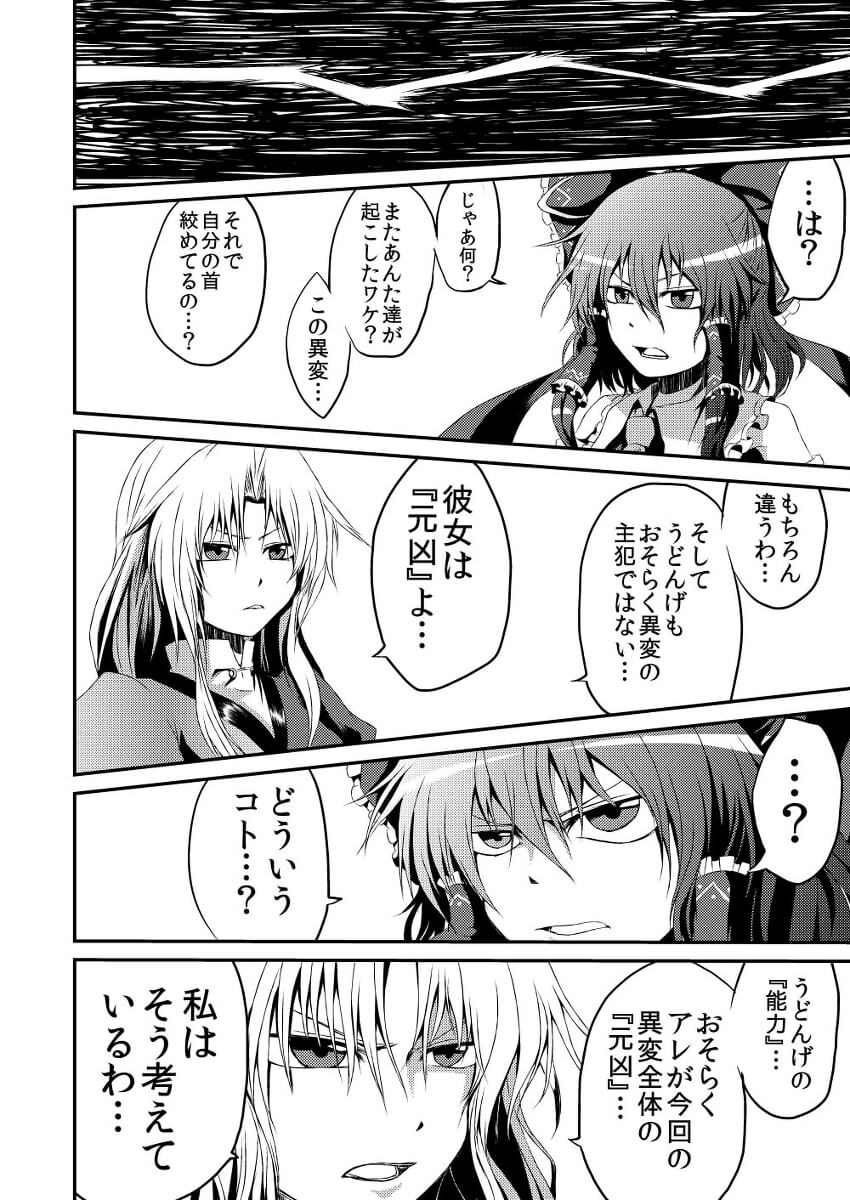 …は？
じゃあ何？
またあんた達が
起こしたワケ？
この異変…
それで
自分の首
絞めてるの…？
もちろん
違うわ…
そして
うどんげも
おそらく異変の
主犯ではない…
彼女は
『元凶』よ…
…？
どういう
コト…？
うどんげの
『能力』…
おそらく
アレが今回の
異変全体の
『元凶』…
私は
そう考えて
いるわ…